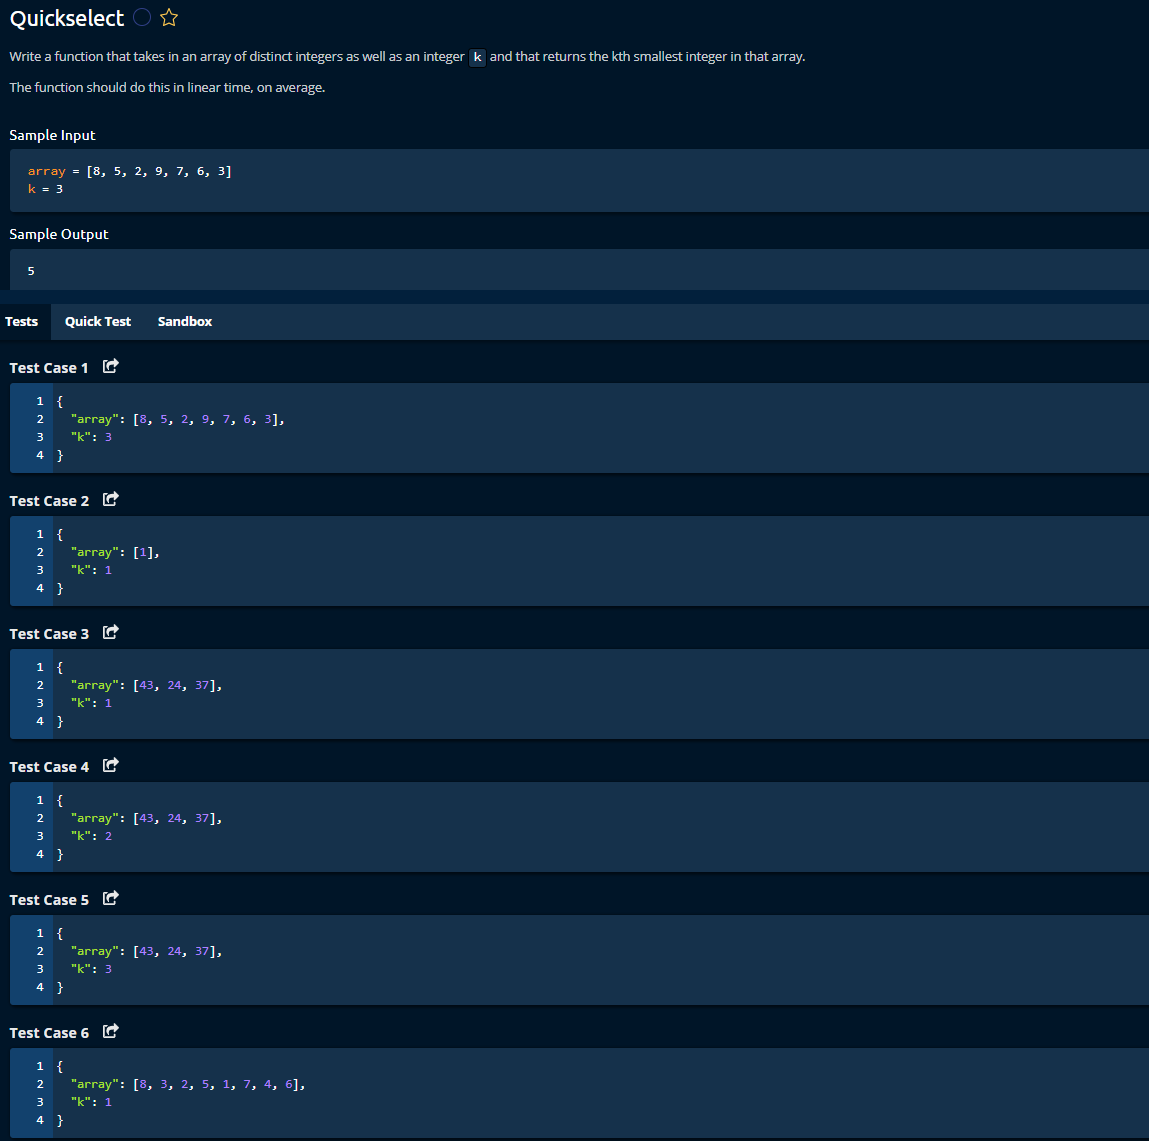 Quickselect
Write a function that takes in an array of distinct integers as well as an integer k and that returns the kth smallest integer in that array.
The function should do this in linear time, on average.
Sample Input
array = [8, 5, 2, 9, 7, 6, 3]
k = 3
Sample Output
5
Tests Quick Test Sandbox
Test Case 1
1 {
2 "array": [8, 5, 2, 9, 7, 6, 3],
3 "k": 3
4 }
Test Case 2
1 {
2 "array": [1],
3 "k": 1
4 }
Test Case 3
1 {
2 "array": [43, 24, 37],
3 "k": 1
4 }
Test Case 4
1 {
2 "array": [43, 24, 37],
3 "k": 2
4 }
Test Case 5
1 {
2 "array": [43, 24, 37],
3 "k": 3
4 }
Test Case 6
1 {
2 "array": [8, 3, 2, 5, 1, 7, 4, 6],
3 "k": 1
4 }